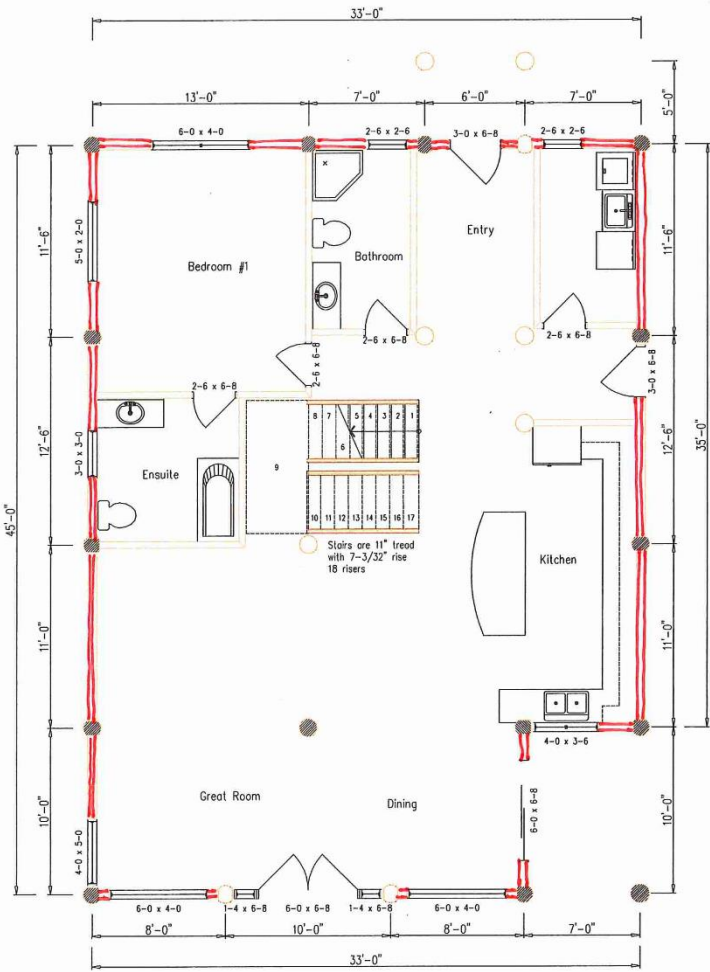 33'-0"
13'-0" 7'-0" 6'-0" 7'-0"
5'-0"
6-0 x 4-0 2-6 x 2-6 3-0 x 6-8 2-6 x 2-6
11'-6"
5-0 x 2-0
Bedroom #1
Bathroom
Entry
11'-6"
2-6 x 6-8
2-6 x 6-8
2-6 x 6-8
2-6 x 6-8
3-0 x 6-8
45'-0"
12'-6"
3-0 x 3-0
Ensuite
9
8 7 6 5 4 3 2 1
10 11 12 13 14 15 16 17
Stairs are 11" tread
with 7-3/32" rise
18 risers
Kitchen
12'-6"
35'-0"
11'-0"
11'-0"
4-0 x 3-6
10'-0"
4-0 x 5-0
Great Room
Dining
6-0 x 6-8
10'-0"
6-0 x 4-0 1-4 x 6-8 6-0 x 6-8 1-4 x 6-8 6-0 x 4-0
8'-0" 10'-0" 8'-0" 7'-0"
33'-0"